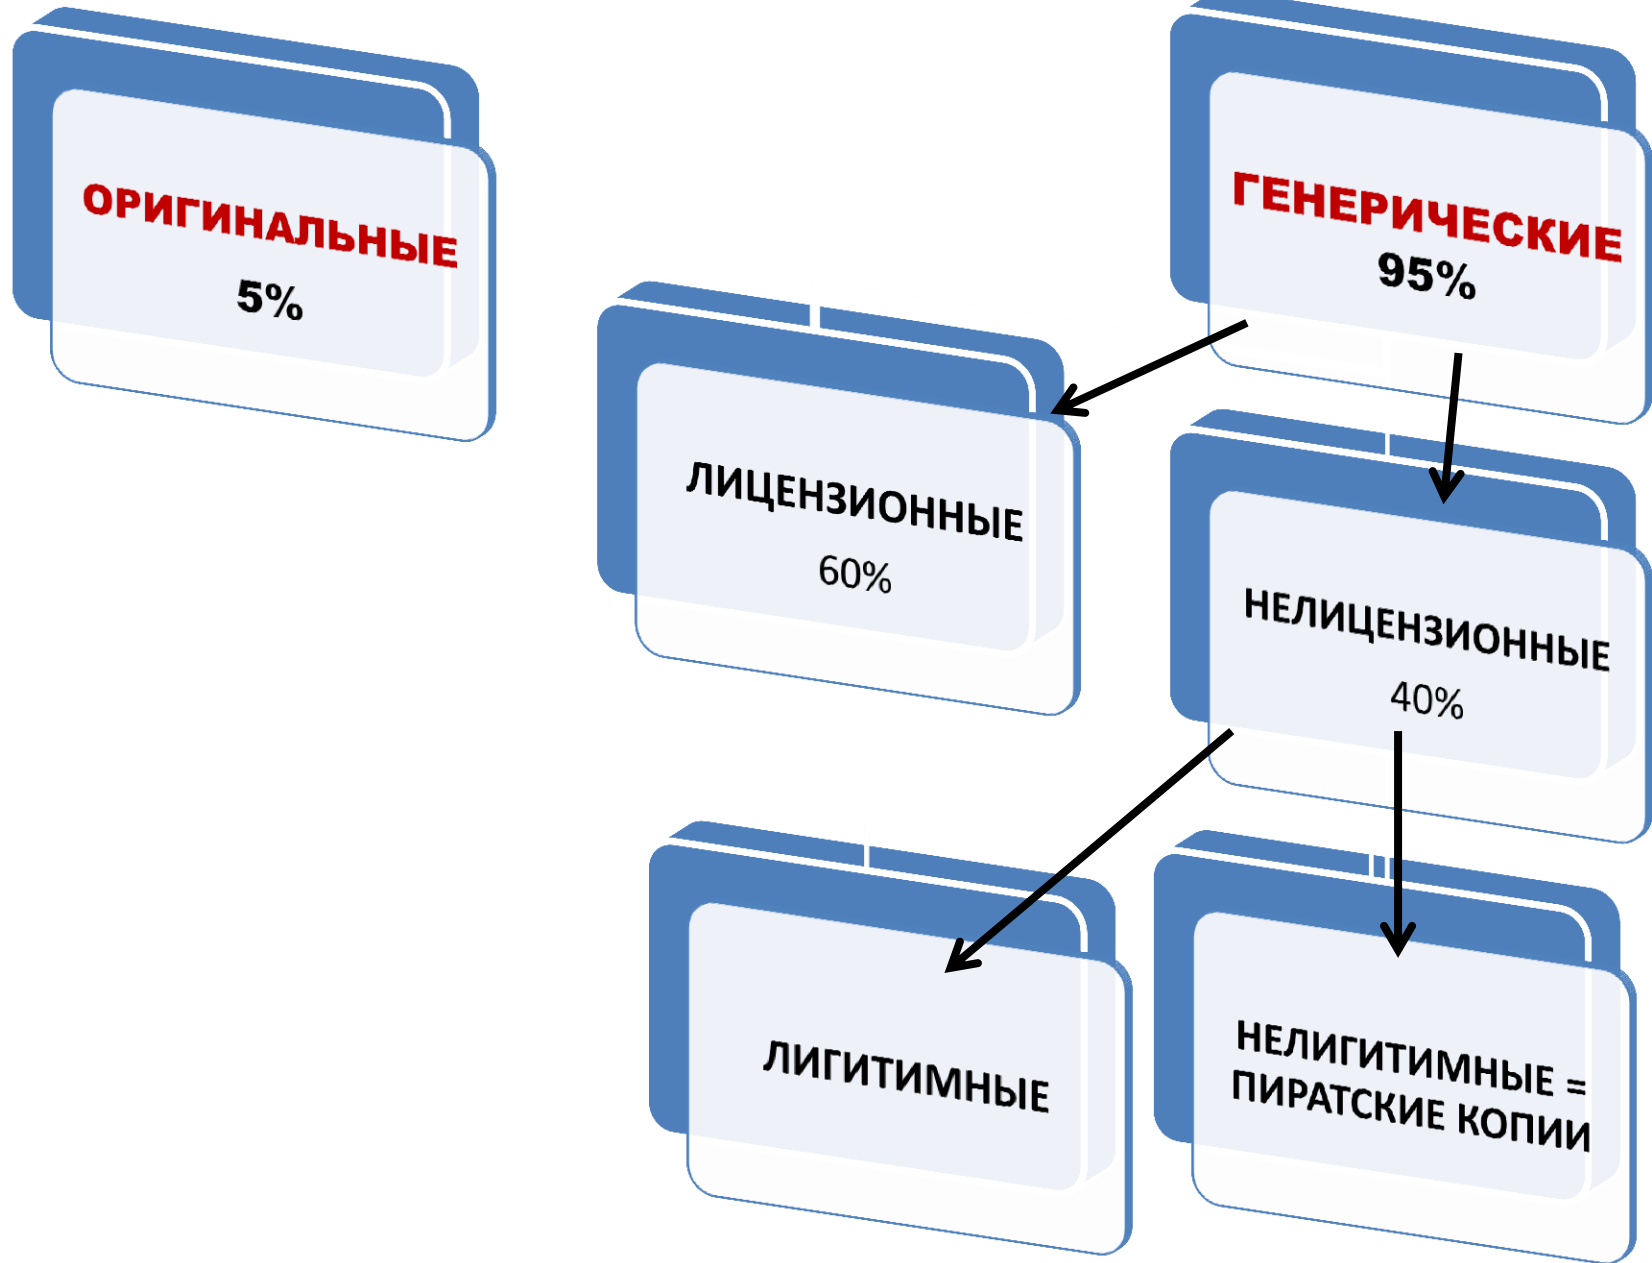 ОРИГИНАЛЬНЫЕ
5%
ГЕНЕРИЧЕСКИЕ
95%
ЛИЦЕНЗИОННЫЕ
60%
НЕЛИЦЕНЗИОННЫЕ
40%
ЛИГИТИМНЫЕ
НЕЛИГИТИМНЫЕ =
ПИРАТСКИЕ КОПИИ